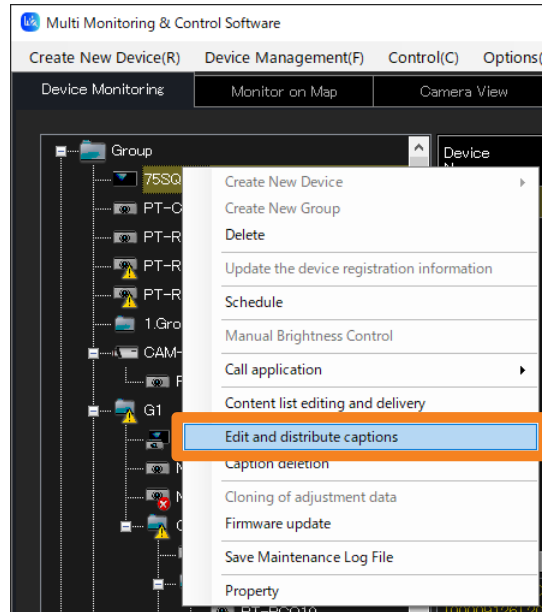 Multi Monitoring & Control Software
Create New Device(R) Device Management(F) Control(C) Options(
Device Monitoring Monitor on Map Camera View
Group
Device
75SQ
Create New Device
PT-C
Create New Group
PT-R
Delete
PT-R
Update the device registration information
PT-R
Schedule
1.Gro
Manual Brightness Control
CAM-
Call application
Content list editing and delivery
G1
Edit and distribute captions
Caption deletion
Cloning of adjustment data
Firmware update
Save Maintenance Log File
Property